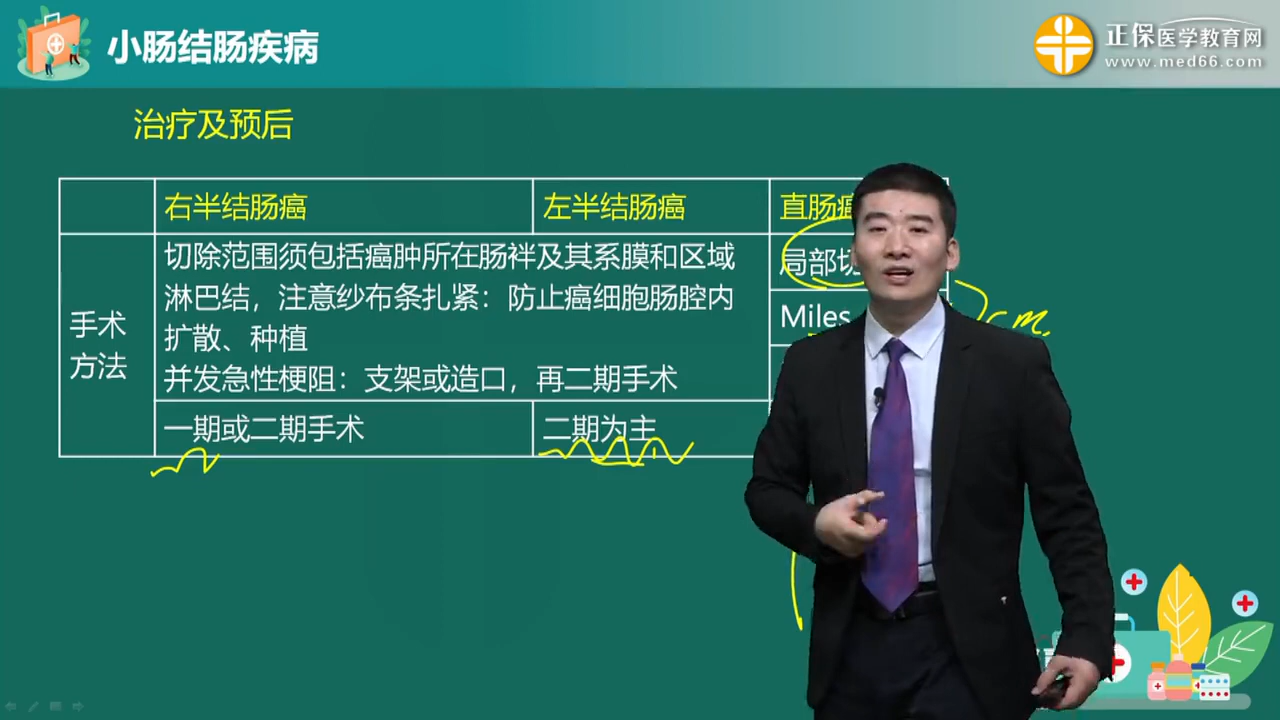 小肠结肠疾病
正保医学教育网
www.med66.com
治疗及预后
右半结肠癌
左半结肠癌
直肠癌
手术
方法
切除范围须包括癌肿所在肠袢及其系膜和区域
淋巴结，注意纱布条扎紧：防止癌细胞肠腔内
扩散、种植
并发急性梗阻：支架或造口，再二期手术
局部切
Miles
cm.
一期或二期手术
二期为主